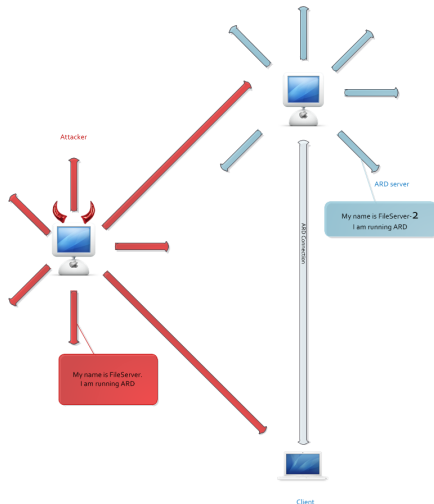 Attacker
ARD server
My name is FileServer-2
I am running ARD
ARD Connection
My name is FileServer.
I am running ARD
Client